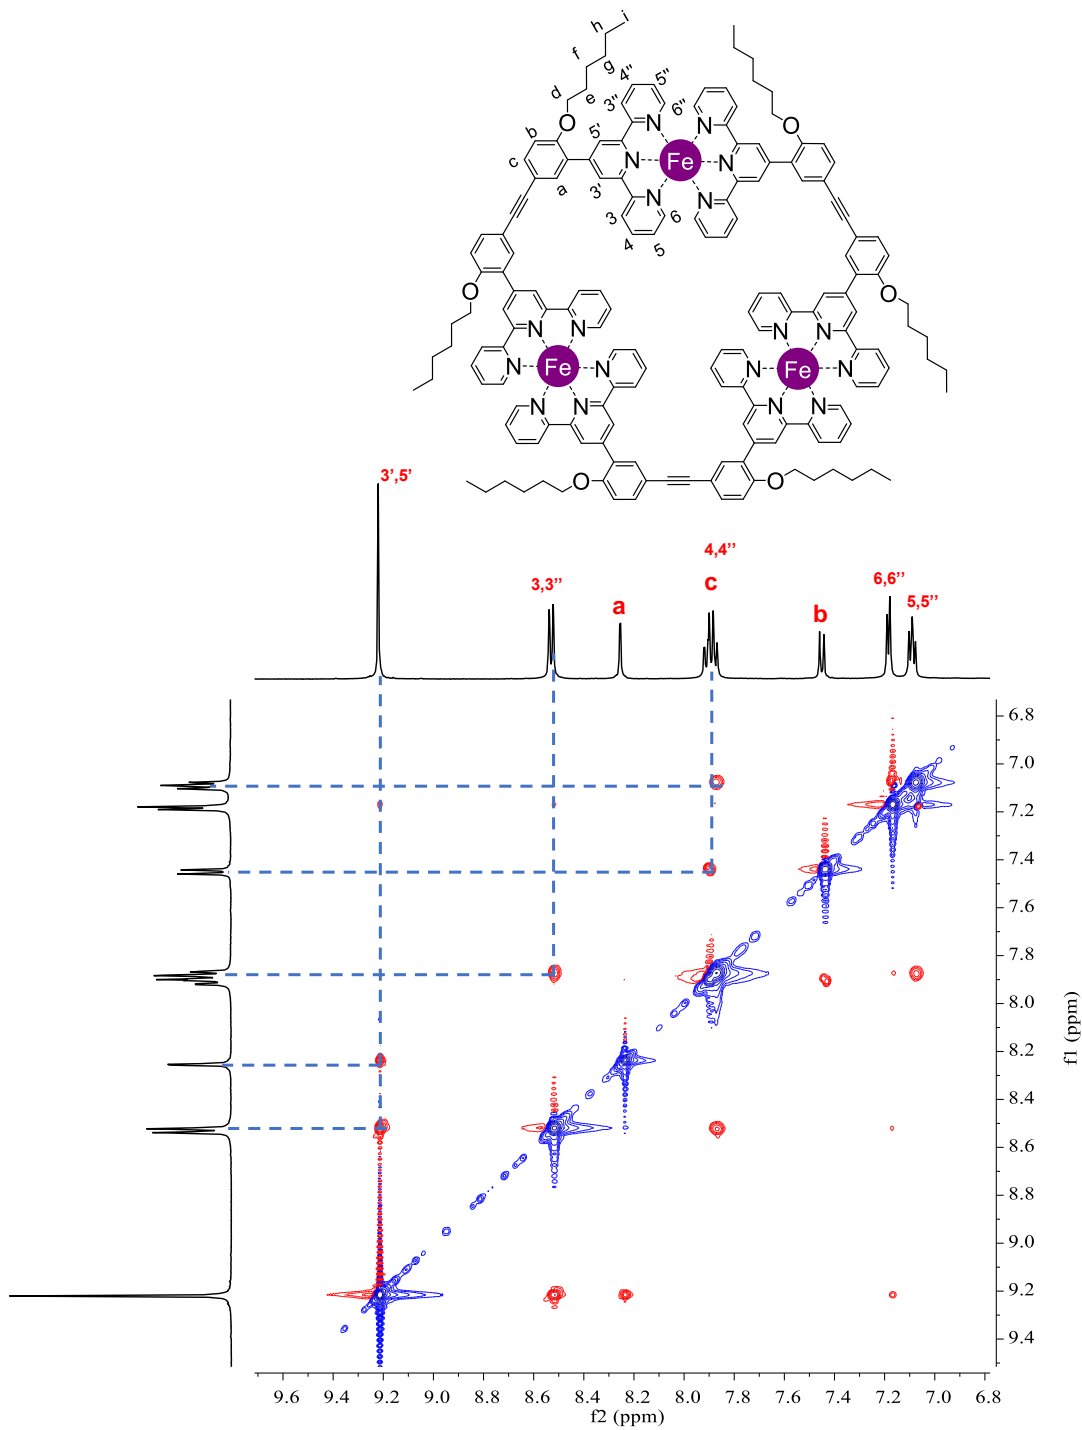 i
h
f
g
4'' 5''
d
e
3'' 6''
N N
b O 5' O
c N Fe N
a 3'
N N
3 6
4 5
O O
N N N N
N Fe N N Fe N
N N N N
O O
3',5'
4,4''
3,3'' c 6,6''
a b 5,5''
6.8
7.0
7.2
7.4
7.6
7.8
8.0
8.2
8.4
8.6
8.8
9.0
9.2
9.4
f1 (ppm)
9.6 9.4 9.2 9.0 8.8 8.6 8.4 8.2 8.0 7.8 7.6 7.4 7.2 7.0 6.8
f2 (ppm)